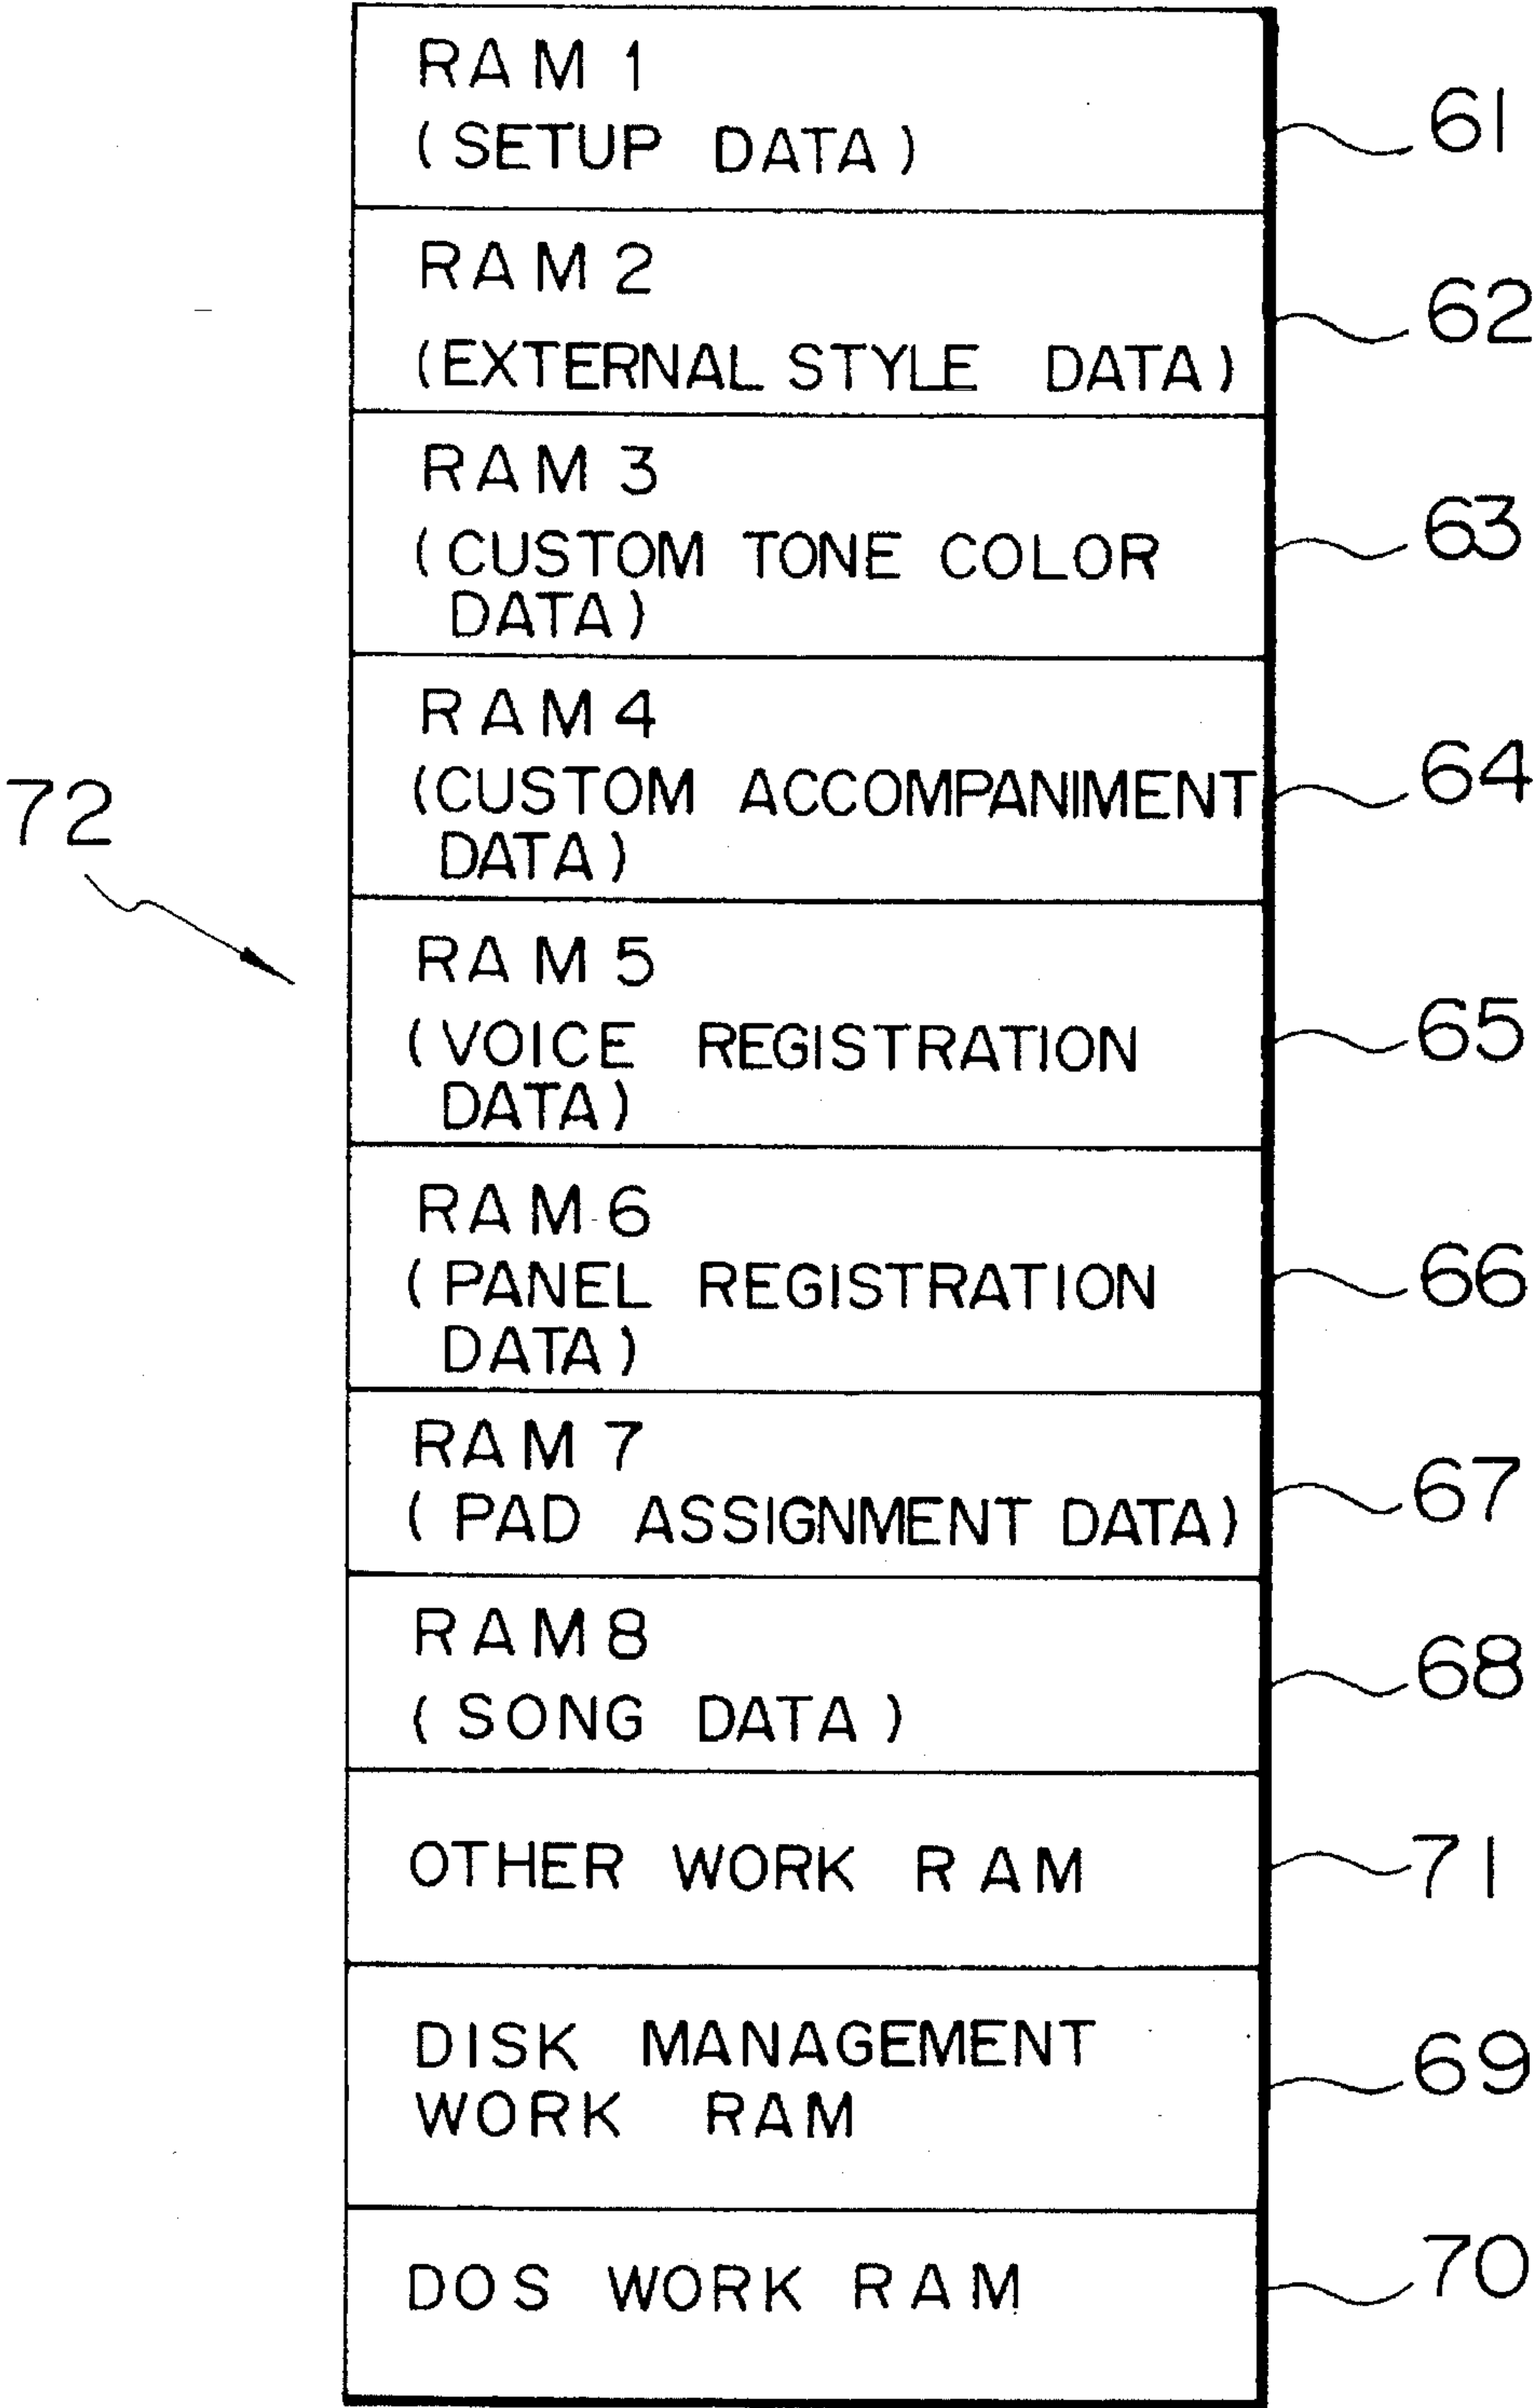 RAM 1
(SETUP DATA)
61
RAM 2
(EXTERNAL STYLE DATA)
62
RAM 3
(CUSTOM TONE COLOR
DATA)
63
RAM 4
(CUSTOM ACCOMPANIMENT
DATA)
64
72
RAM 5
(VOICE REGISTRATION
DATA)
65
RAM 6
(PANEL REGISTRATION
DATA)
66
RAM 7
(PAD ASSIGNMENT DATA)
67
RAM 8
(SONG DATA)
68
OTHER WORK RAM
71
DISK MANAGEMENT
WORK RAM
69
DOS WORK RAM
70